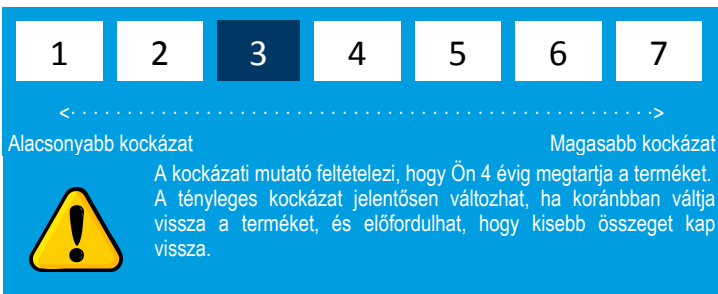 1 2 3 4 5 6 7
Alacsonyabb kockázat Magasabb kockázat
A kockázati mutató feltételezi, hogy Ön 4 évig megtartja a terméket.
A tényleges kockázat jelentősen változhat, ha koránbban váltja
vissza a terméket, és előfordulhat, hogy kisebb összeget kap
vissza.